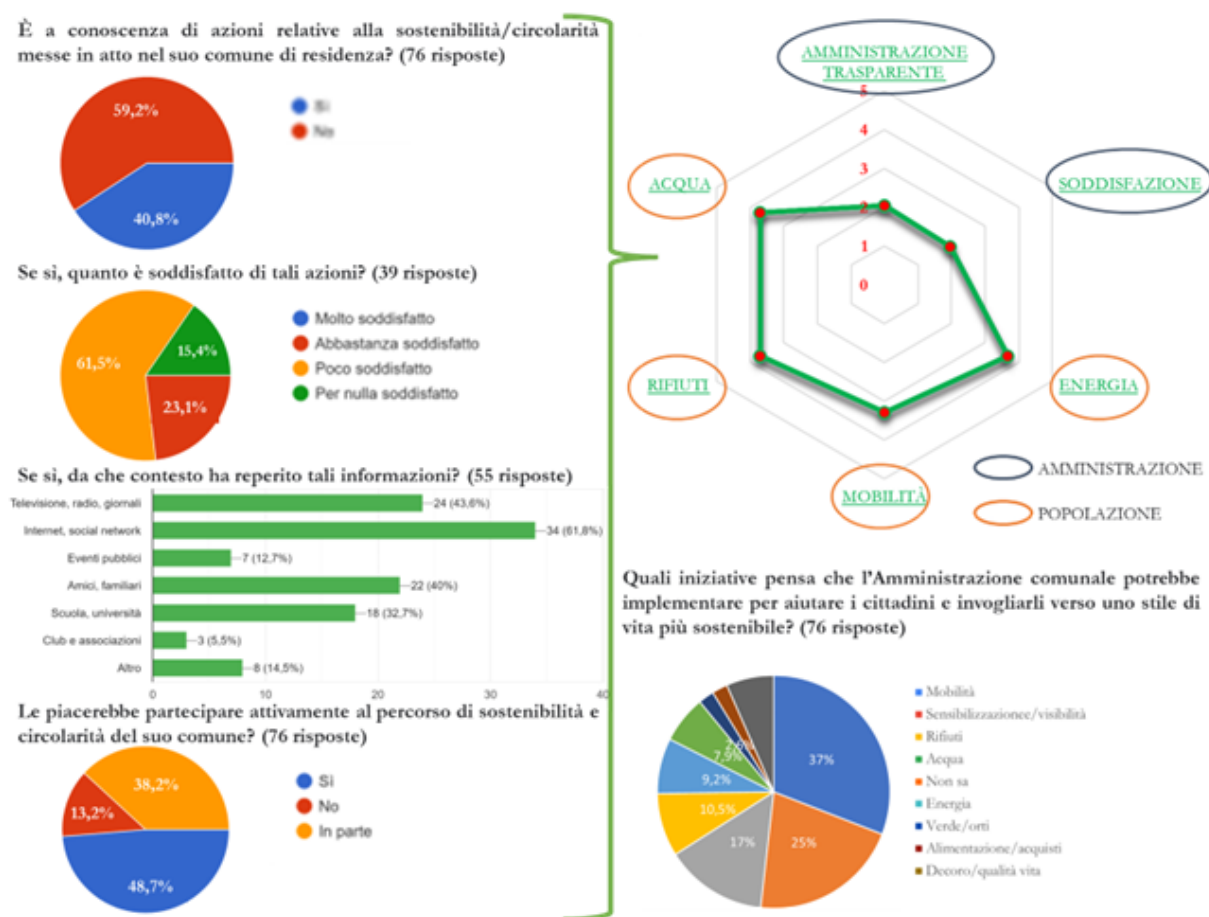 È a conoscenza di azioni relative alla sostenibilità/circolarità
messe in atto nel suo comune di residenza? (76 risposte)
59,2%
40,8%
Se sì, quanto è soddisfatto di tali azioni? (39 risposte)
61,5%
15,4%
23,1%
Molto soddisfatto
Abbastanza soddisfatto
Poco soddisfatto
Per nulla soddisfatto
Se sì, da che contesto ha reperito tali informazioni? (55 risposte)
Televisione, radio, giornali
24 (43,6%)
Internet, social network
34 (61,8%)
Eventi pubblici
7 (12,7%)
Amici, familiari
22 (40%)
Scuola, università
18 (32,7%)
Club e associazioni
3 (5,5%)
Altro
8 (14,5%)
0 10 20 30 40
Le piacerebbe partecipare attivamente al percorso di sostenibilità e
circolarità del suo comune? (76 risposte)
38,2%
13,2%
48,7%
Sì
No
In parte
AMMINISTRAZIONE
TRASPARENTE
5
4
3
2
1
0
ACQUA
SODDISFAZIONE
RIFIUTI
ENERGIA
MOBILITÀ
AMMINISTRAZIONE
POPOLAZIONE
Quali iniziative pensa che l'Amministrazione comunale potrebbe
implementare per aiutare i cittadini e invogliarli verso uno stile di
vita più sostenibile? (76 risposte)
37%
25%
17%
10,5%
9,2%
7,9%
Mobilità
Sensibilizzazionee/visibilità
Rifiuti
Acqua
Non sa
Energia
Verde/orti
Alimentazione/acquisti
Decoro/qualità vita